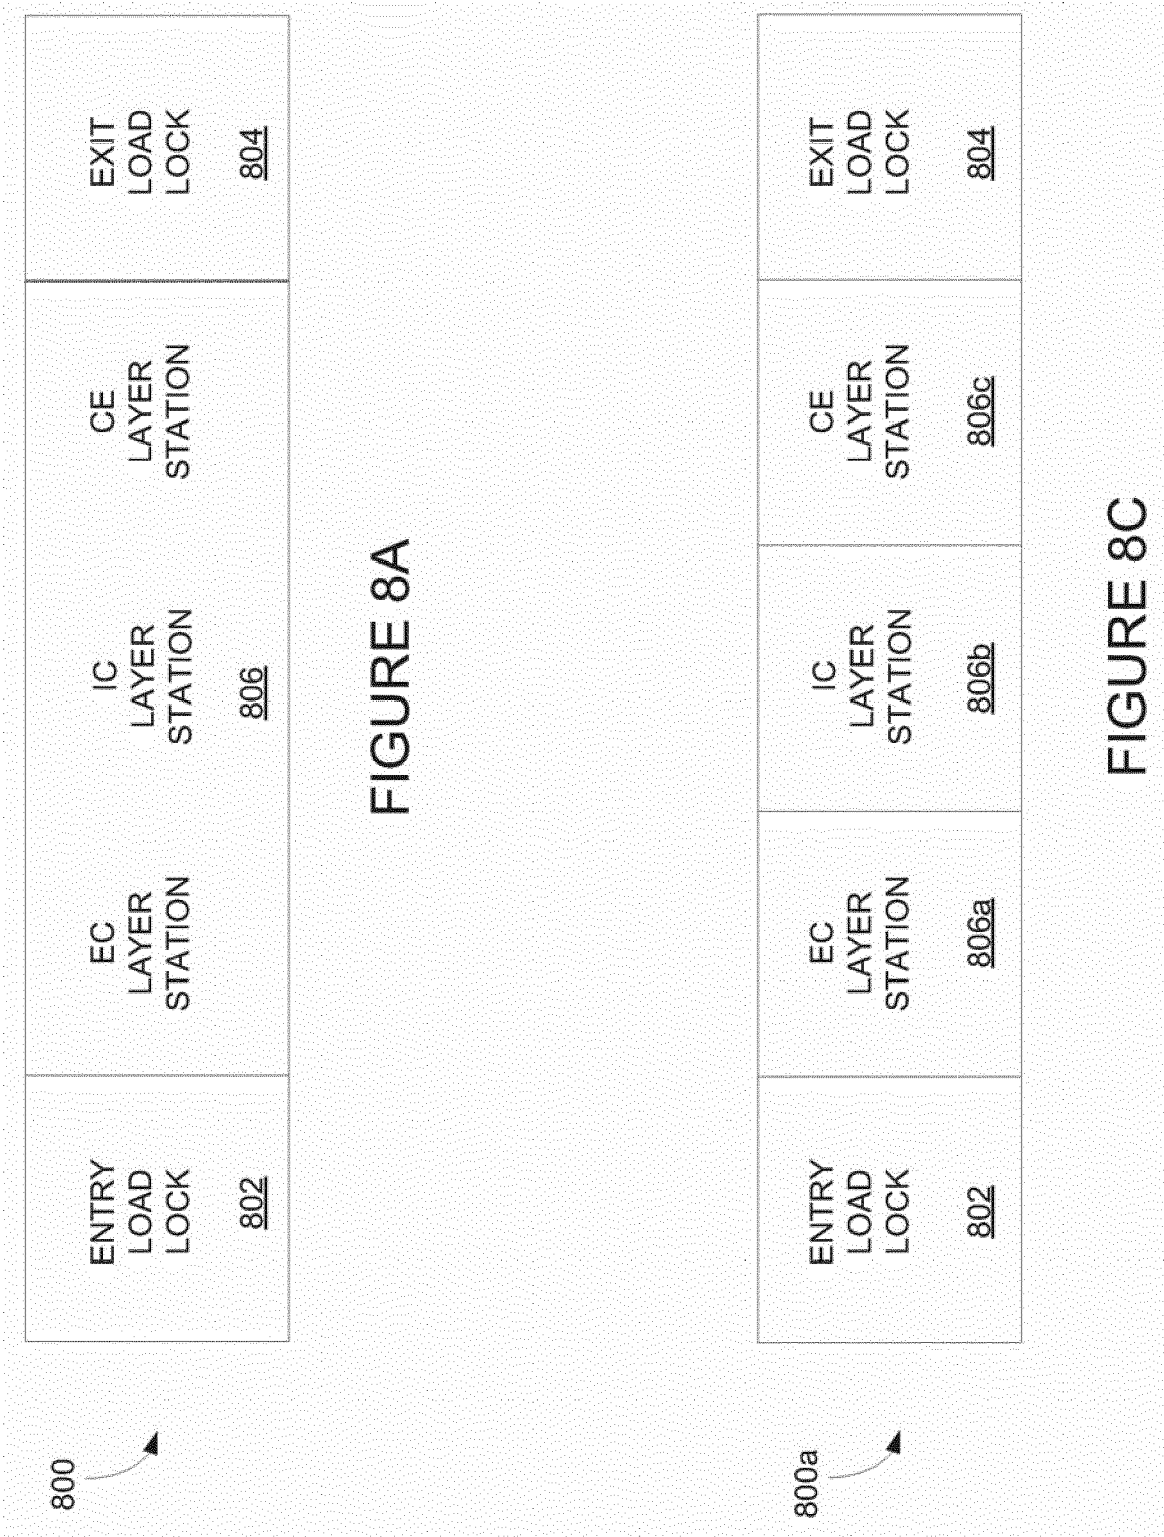 800
ENTRY
LOAD
LOCK
802
EC
LAYER
STATION
IC
LAYER
STATION
806
CE
LAYER
STATION
EXIT
LOAD
LOCK
804
FIGURE 8A
800a
ENTRY
LOAD
LOCK
802
EC
LAYER
STATION
806a
IC
LAYER
STATION
806b
CE
LAYER
STATION
806c
EXIT
LOAD
LOCK
804
FIGURE 8C